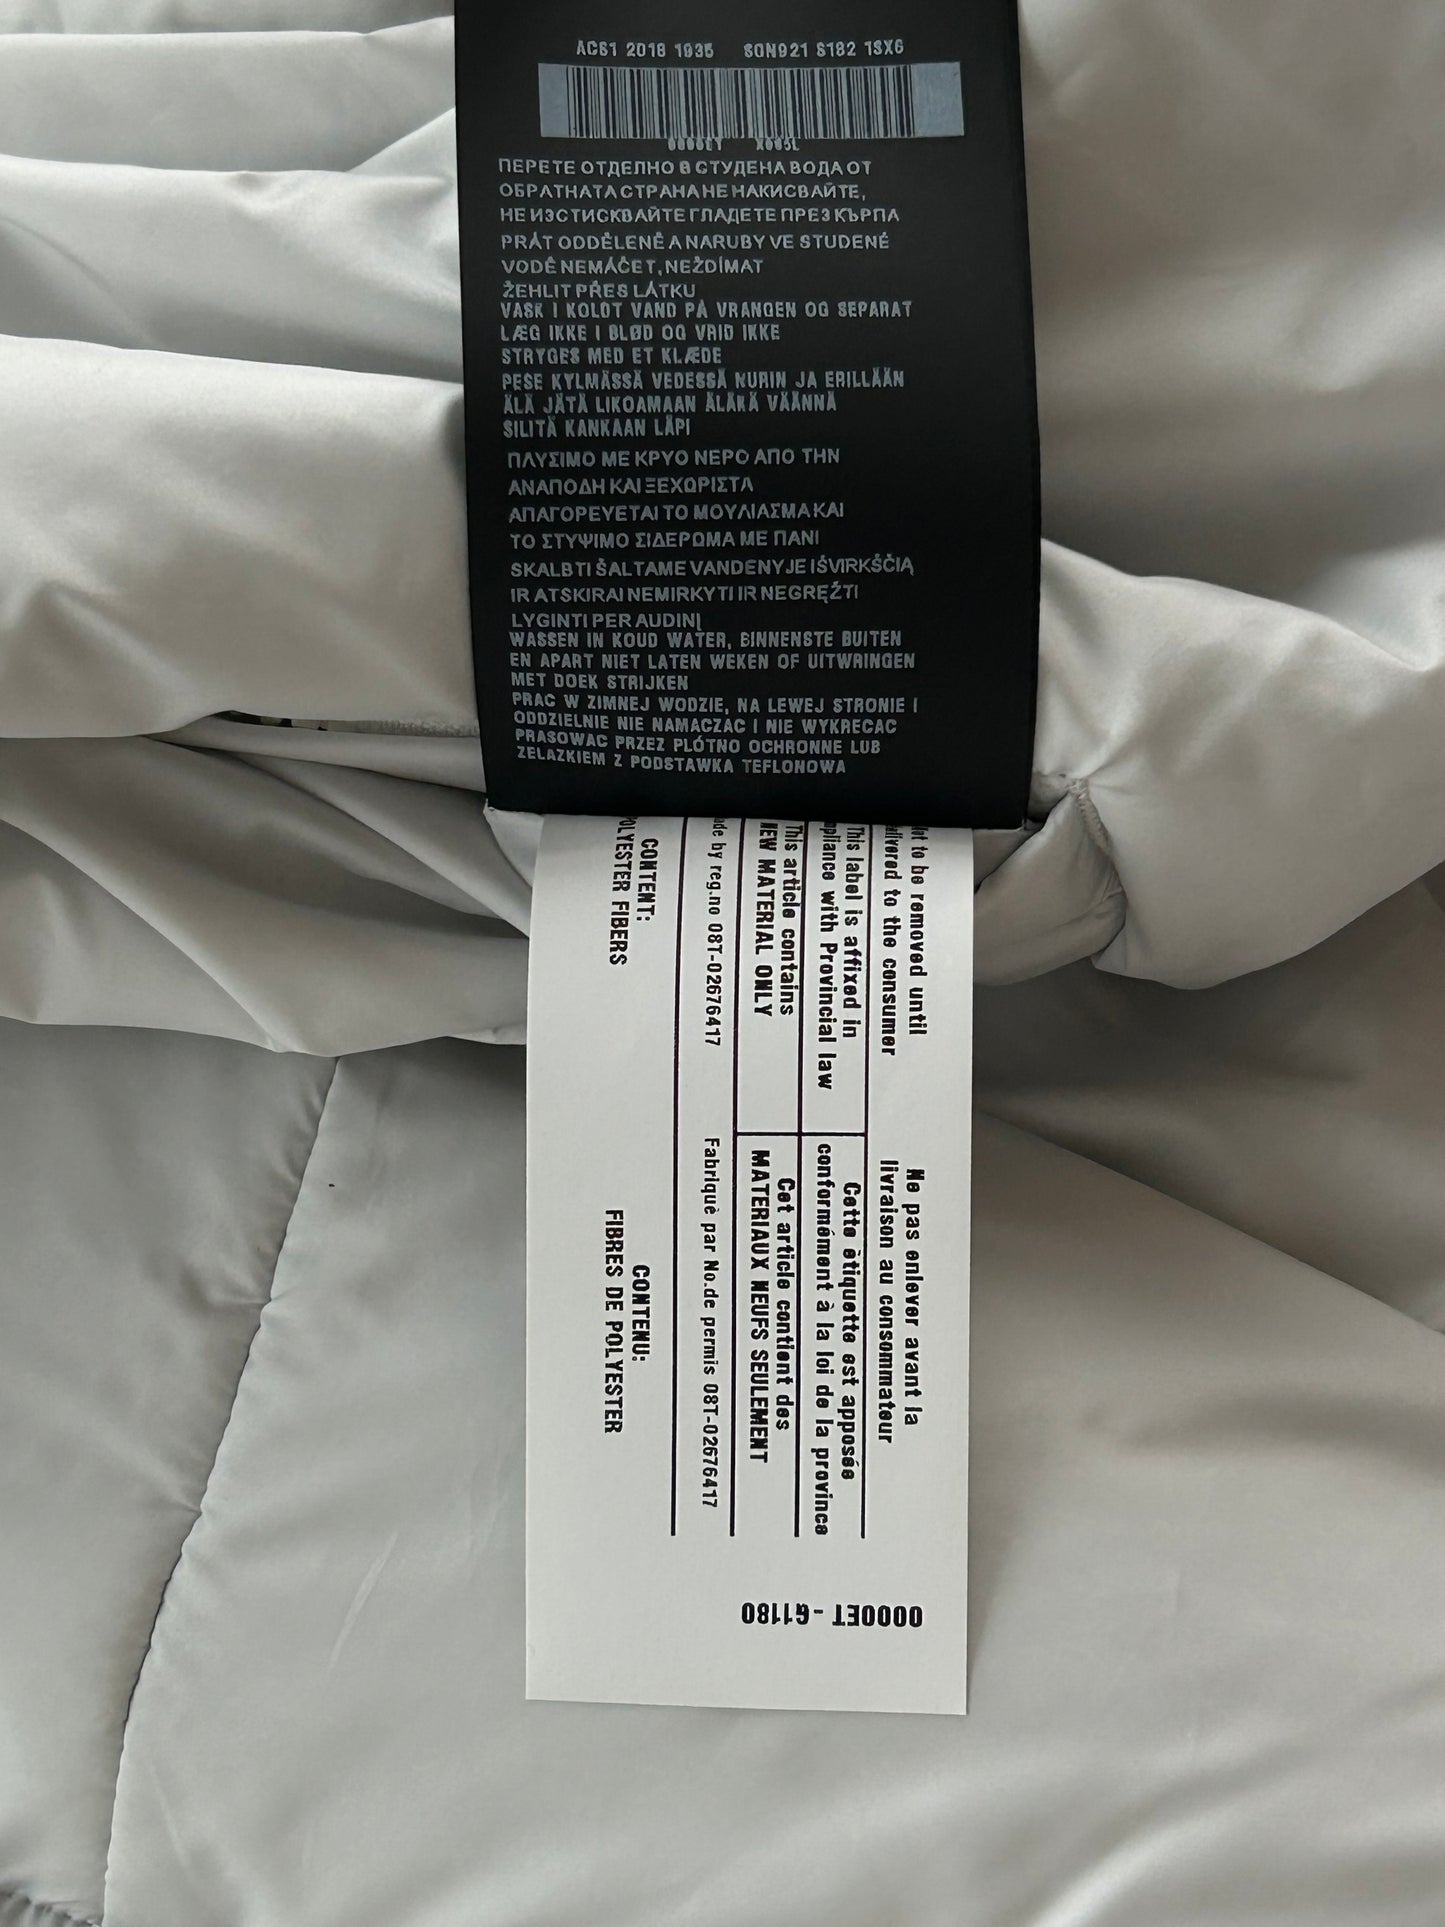 ACS1 2018 1935 SQN921 S182 1SX6
ПЕРЕТЕ ОТДЕЛНО В СТУДЕНА ВОДА ОТ
ОБРАТНАТА СТРАНА НЕ НАКИСВАЙТЕ,
НЕ ИЗСТИСКВАЙТЕ ГЛАДЕТЕ ПРЕЗ КЪРПА
PRÁT ODDĚLENĚ A NARUBY VE STUDENÉ
VODĚ NEMÁČET, NEŽDÍMAT
ŽEHLIT PŘES LÁTKU
VASK I KOLDT VAND PÅ VRANGEN OG SEPARAT
LÆG IKKE I BLØD OG VRID IKKE
STRYGES MED ET KLÆDE
PESE KYLMÄSSÄ VEDESSÄ NURIN JA ERILLÄÄN
ÄLÄ JÄTÄ LIKOAMAAN ÄLÄKÄ VÄÄNNÄ
SILITÄ KANKAAN LÄPI
ΠΛΥΣΙΜΟ ΜΕ ΚΡΥΟ ΝΕΡΟ ΑΠΟ ΤΗΝ
ΑΝΑΠΟΔΗ ΚΑΙ ΞΕΧΩΡΙΣΤΑ
ΑΠΑΓΟΡΕΥΕΤΑΙ ΤΟ ΜΟΥΛΙΑΣΜΑ ΚΑΙ
ΤΟ ΣΤΥΨΙΜΟ ΣΙΔΕΡΩΜΑ ΜΕ ΠΑΝΙ
SKALBTI ŠALTAME VANDENYJE IŠVIRKŠČIĄ
IR ATSKIRAI NEMIRKYTI IR NEGRĘŽTI
LYGINTI PER AUDINĮ
WASSEN IN KOUD WATER, BINNENSTE BUITEN
EN APART NIET LATEN WEKEN OF UITWRINGEN
MET DOEK STRIJKEN
PRAC W ZIMNEJ WODZIE, NA LEWEJ STRONIE I
ODDZIELNIE NIE NAMACZAC I NIE WYKRECAC
PRASOWAC PRZEZ PLÓTNO OCHRONNE LUB
ZELAZKIEM Z PODSTAWKA TEFLONOWA
to be removed until
delivered to the consumer
This label is affixed in
with Provincial law
This article contains
NEW MATERIAL ONLY
by reg.no 08T-02676417
CONTENT:
POLYESTER FIBERS
Ne pas enlever avant la
livraison au consommateur
Cette ètiquette est apposée
conformément à la loi de la province
Cet article contient des
MATERIAUX NEUFS SEULEMENT
Fabriquè par No.de permis 08T-02676417
CONTENU:
FIBRES DE POLYESTER
0000ET - G1180